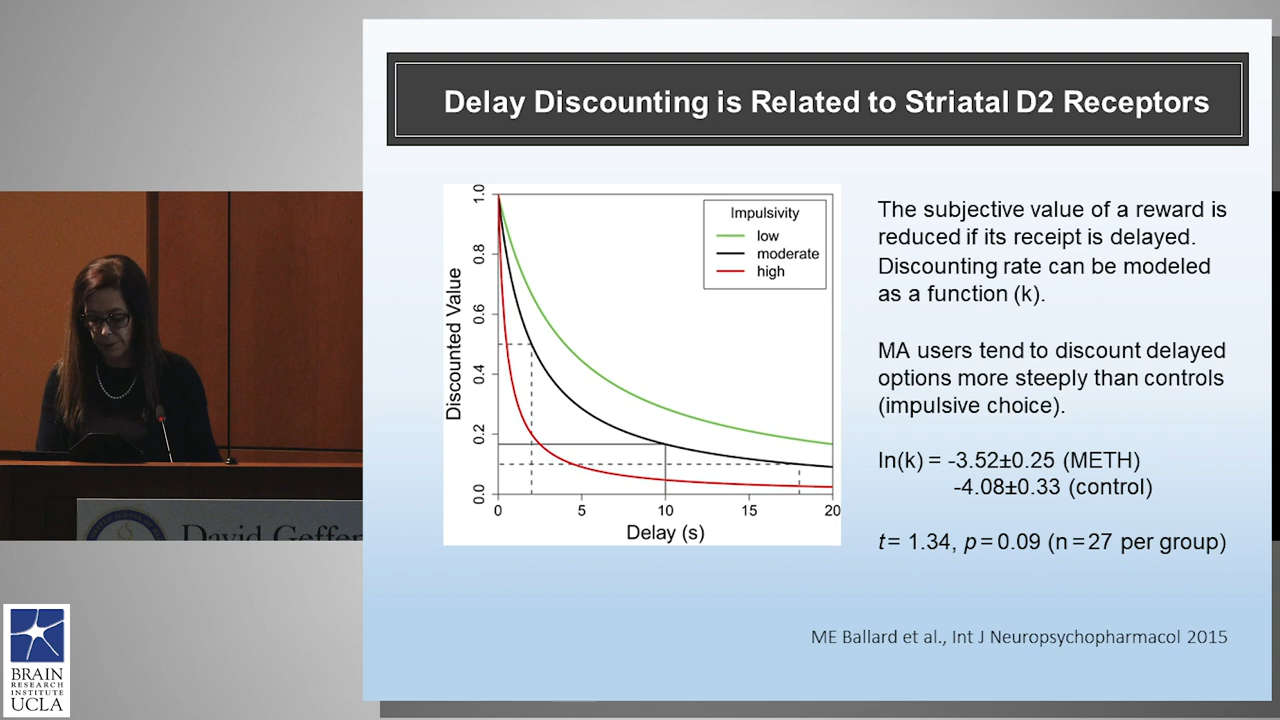 Delay Discounting is Related to Striatal D2 Receptors
Discounted Value
1.0
0.8
0.6
0.4
0.2
0.0
0 5 10 15 20
Delay (s)
Impulsivity
low
moderate
high
The subjective value of a reward is
reduced if its receipt is delayed.
Discounting rate can be modeled
as a function (k).
MA users tend to discount delayed
options more steeply than controls
(impulsive choice).
ln(k) = -3.52±0.25 (METH)
-4.08±0.33 (control)
t = 1.34, p = 0.09 (n = 27 per group)
ME Ballard et al., Int J Neuropsychopharmacol 2015
David Geffen
BRAIN
RESEARCH
INSTITUTE
UCLA